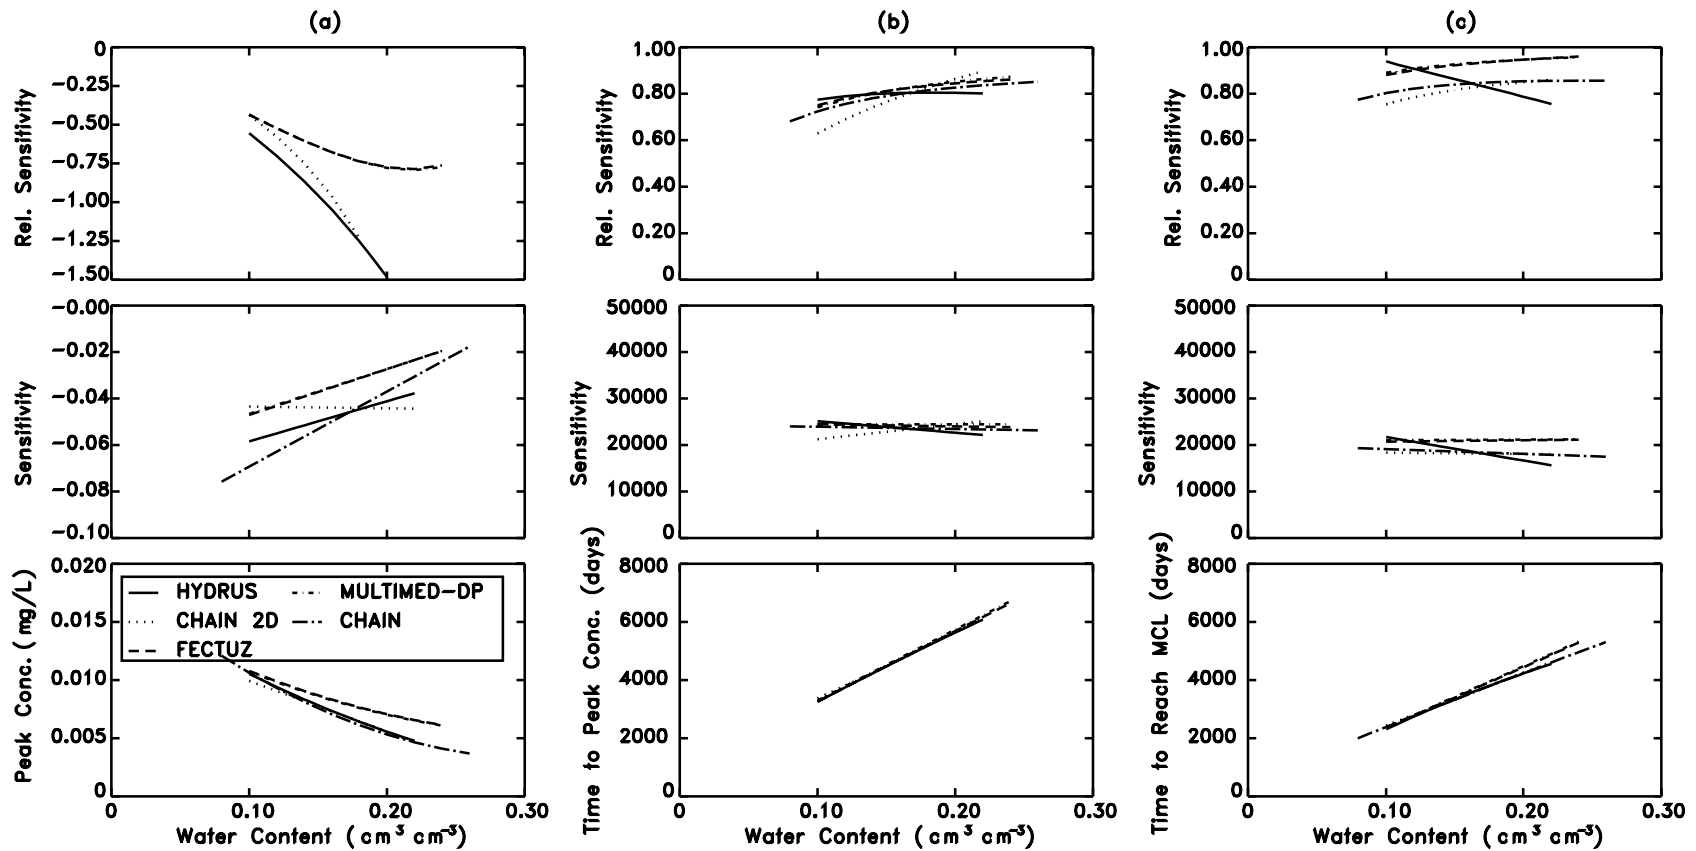 (a)
(b)
(c)
Rel. Sensitivity
0
-0.25
-0.50
-0.75
-1.00
-1.25
-1.50
Rel. Sensitivity
1.00
0.80
0.60
0.40
0.20
0
Rel. Sensitivity
1.00
0.80
0.60
0.40
0.20
0
Sensitivity
-0.00
-0.02
-0.04
-0.06
-0.08
-0.10
Sensitivity
50000
40000
30000
20000
10000
0
Sensitivity
50000
40000
30000
20000
10000
0
Peak Conc. (mg/L)
0.020
0.015
0.010
0.005
0
HYDRUS
MULTIMED-DP
CHAIN 2D
CHAIN
FECTUZ
0 0.10 0.20 0.30
Water Content (cm³ cm⁻³)
Time to Peak Conc. (days)
8000
6000
4000
2000
0
0 0.10 0.20 0.30
Water Content (cm³ cm⁻³)
Time to Reach MCL (days)
8000
6000
4000
2000
0
0 0.10 0.20 0.30
Water Content (cm³ cm⁻³)